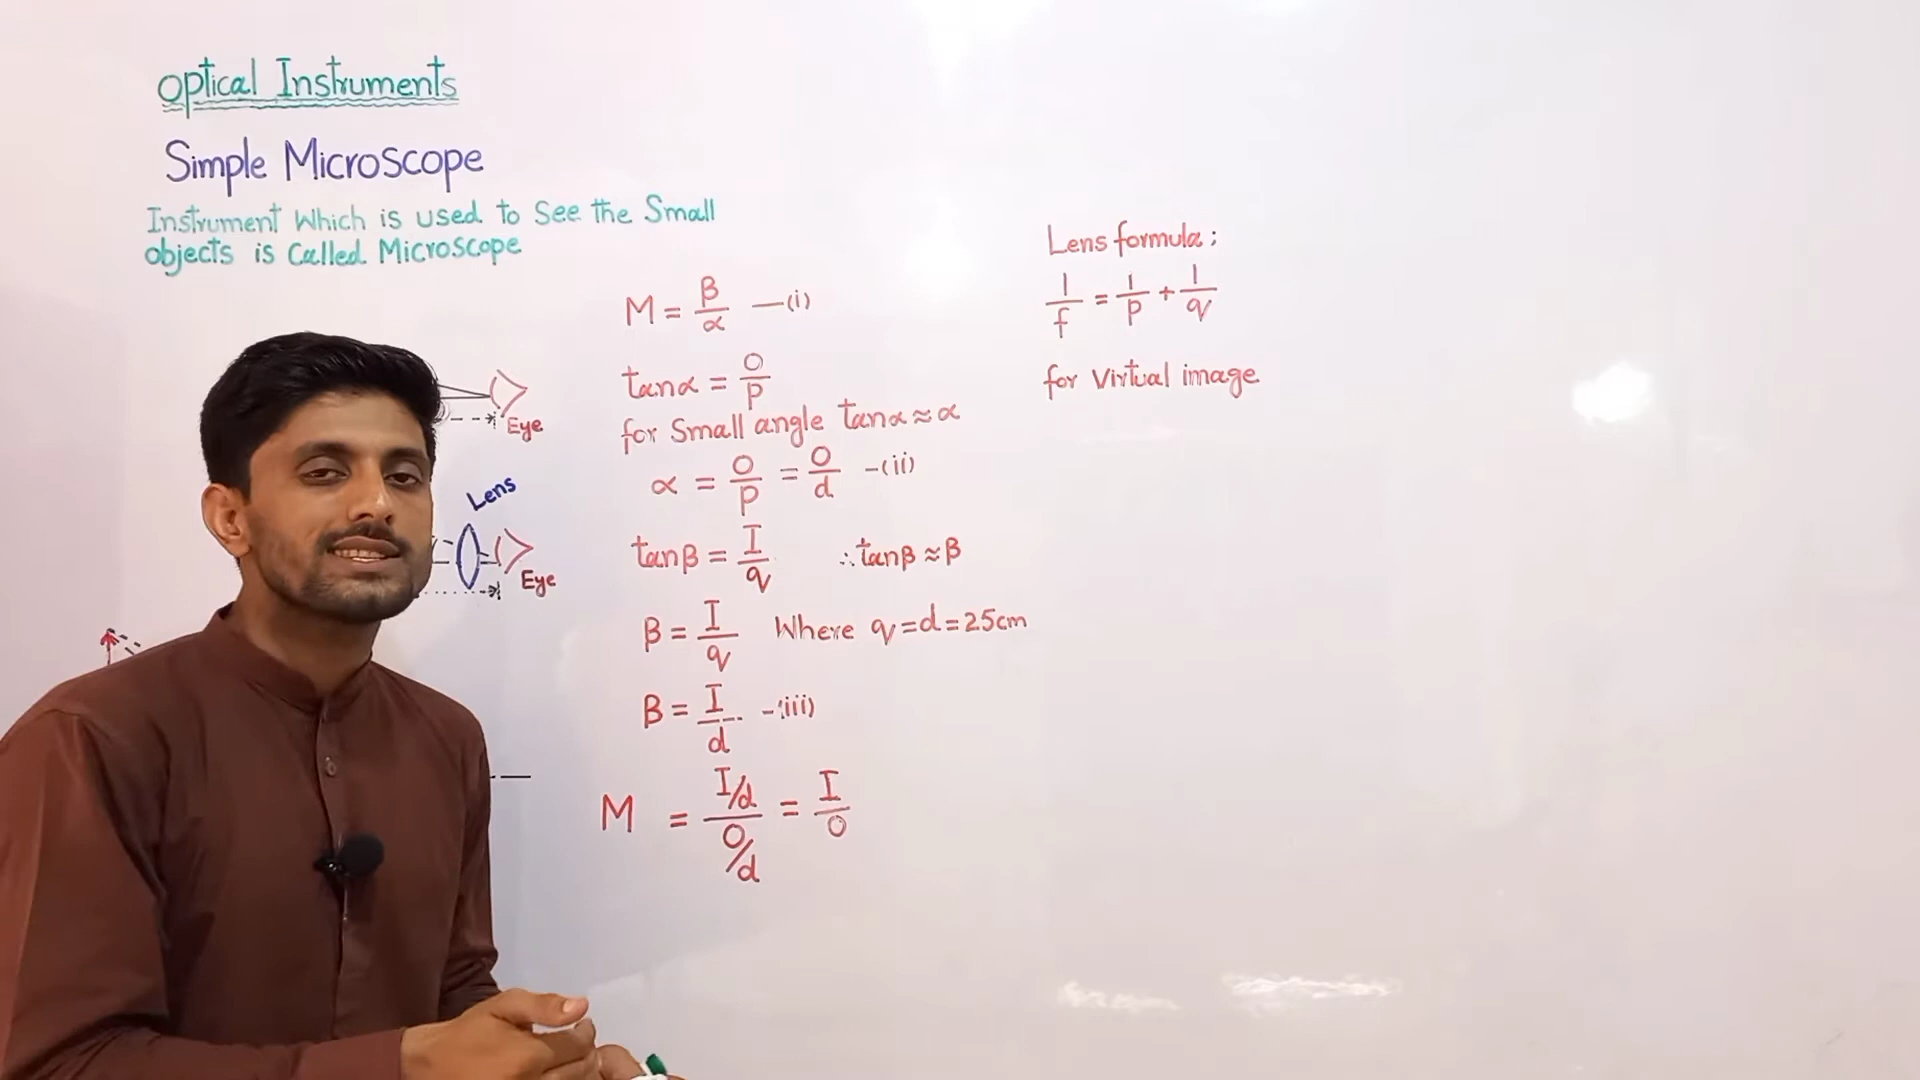 Optical Instruments
Simple Microscope
Instrument Which is used to See the Small
objects is Called Microscope
Eye
Lens
Eye
M = β/α —(i)
tanα = O/P
for Small angle tanα ≈ α
α = O/P = O/d -(ii)
tanβ = I/q ∴ tanβ ≈ β
β = I/q Where q = d = 25cm
β = I/d -(iii)
M = I/d / O/d = I/O
Lens formula ;
1/f = 1/p + 1/q
for Virtual image